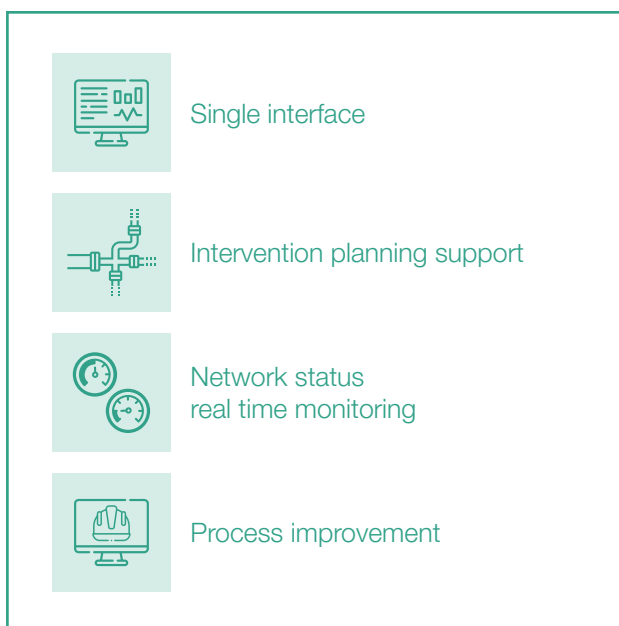 Single interface
Intervention planning support
Network status
real time monitoring
Process improvement